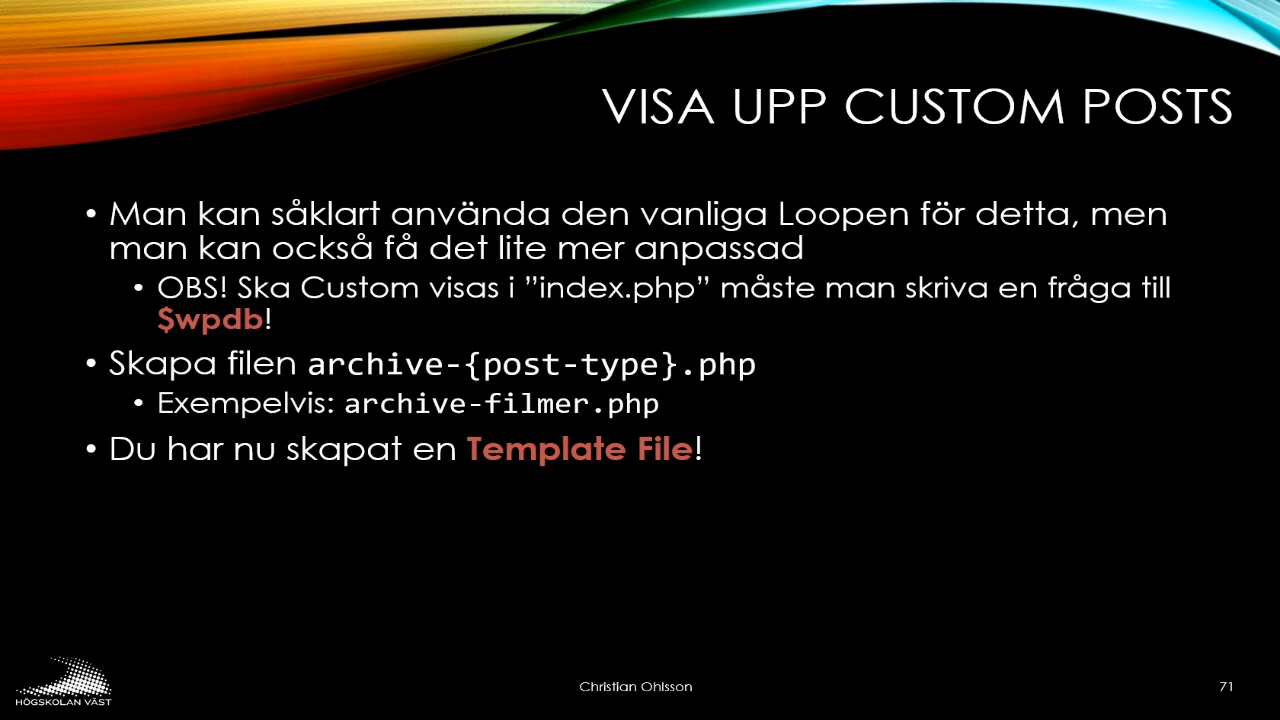 VISA UPP CUSTOM POSTS
• Man kan såklart använda den vanliga Loopen för detta, men
man kan också få det lite mer anpassad
• OBS! Ska Custom visas i ”index.php” måste man skriva en fråga till
$wpdb!
• Skapa filen archive-{post-type}.php
• Exempelvis: archive-filmer.php
• Du har nu skapat en Template File!
HÖGSKOLAN VÄST
Christian Ohlsson
71